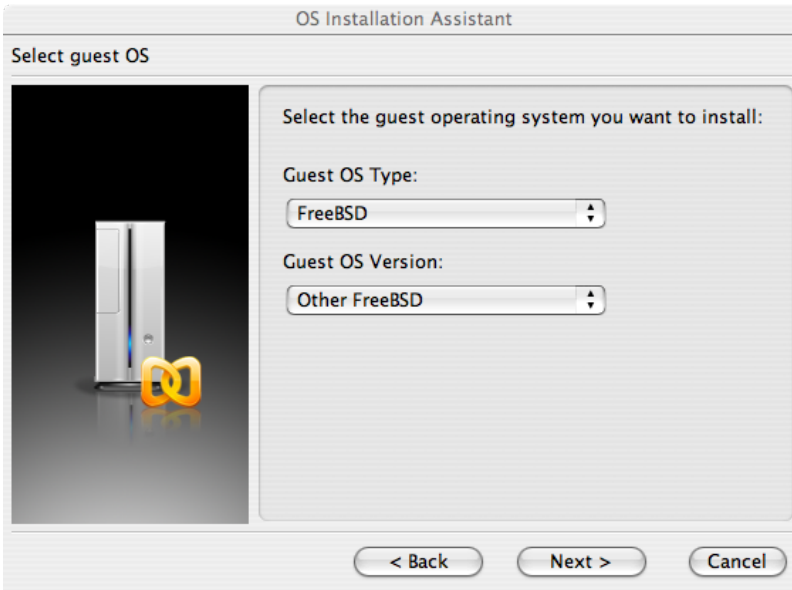 OS Installation Assistant
Select guest OS
Select the guest operating system you want to install:
Guest OS Type:
FreeBSD
Guest OS Version:
Other FreeBSD
< Back
Next >
Cancel